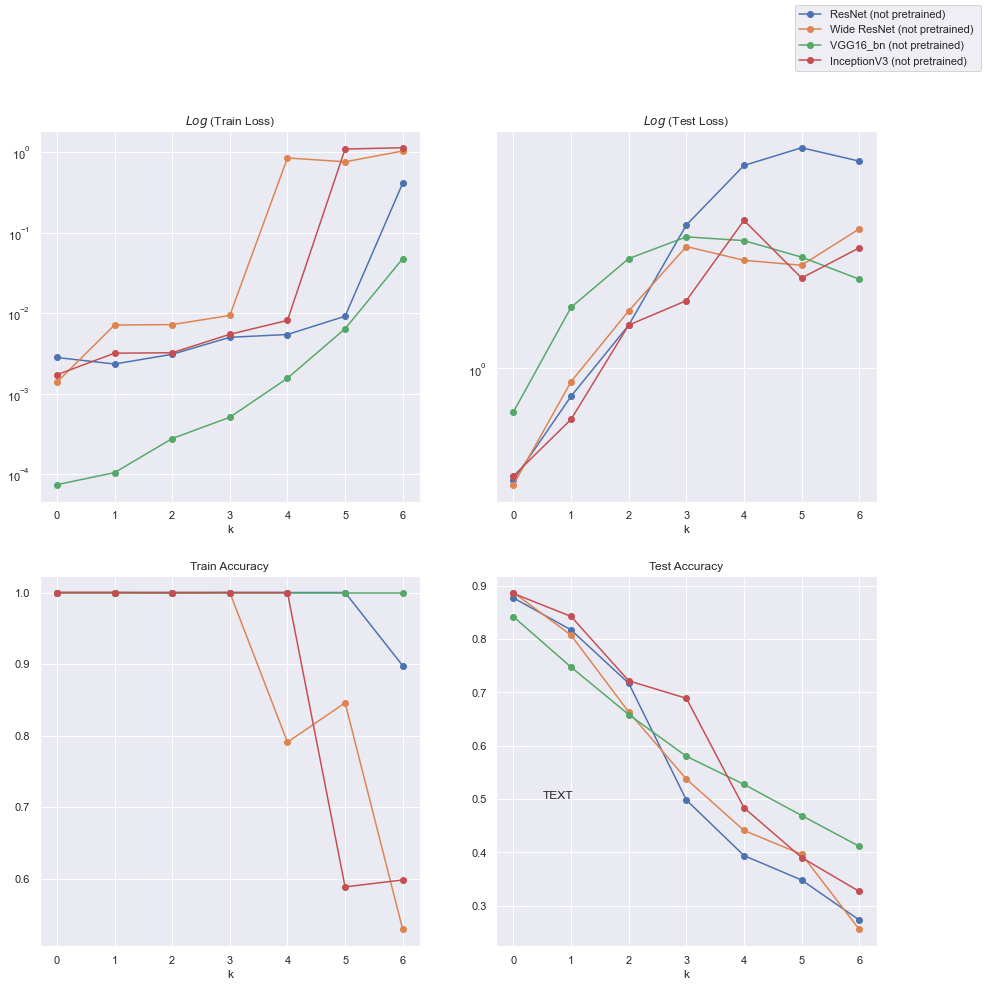 ResNet (not pretrained)
Wide ResNet (not pretrained)
VGG16_bn (not pretrained)
InceptionV3 (not pretrained)
Log (Train Loss)
10^0
10^-1
10^-2
10^-3
10^-4
0 1 2 3 4 5 6
k
Log (Test Loss)
10^0
0 1 2 3 4 5 6
k
Train Accuracy
1.0
0.9
0.8
0.7
0.6
0 1 2 3 4 5 6
k
Test Accuracy
0.9
0.8
0.7
0.6
0.5
0.4
0.3
TEXT
0 1 2 3 4 5 6
k